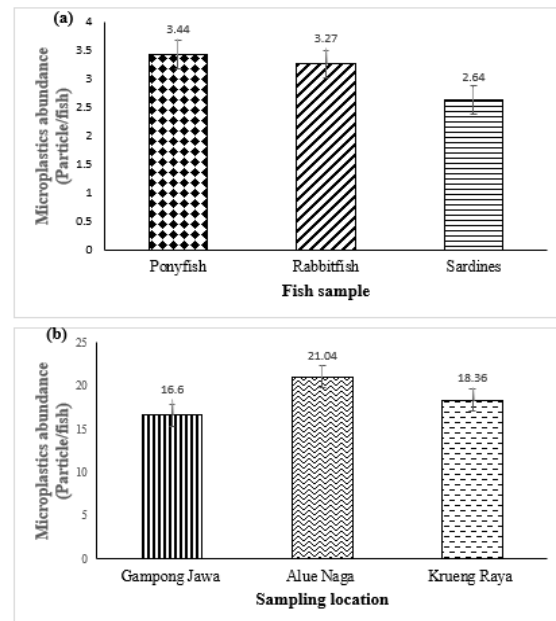 (a)
Microplastics abundance
(Particle/fish)
4
3.5
3
2.5
2
1.5
1
0.5
0
3.44
3.27
2.64
Ponyfish Rabbitfish Sardines
Fish sample
(b)
Microplastics abundance
(Particle/fish)
25
20
15
10
5
0
16.6
21.04
18.36
Gampong Jawa Alue Naga Krueng Raya
Sampling location